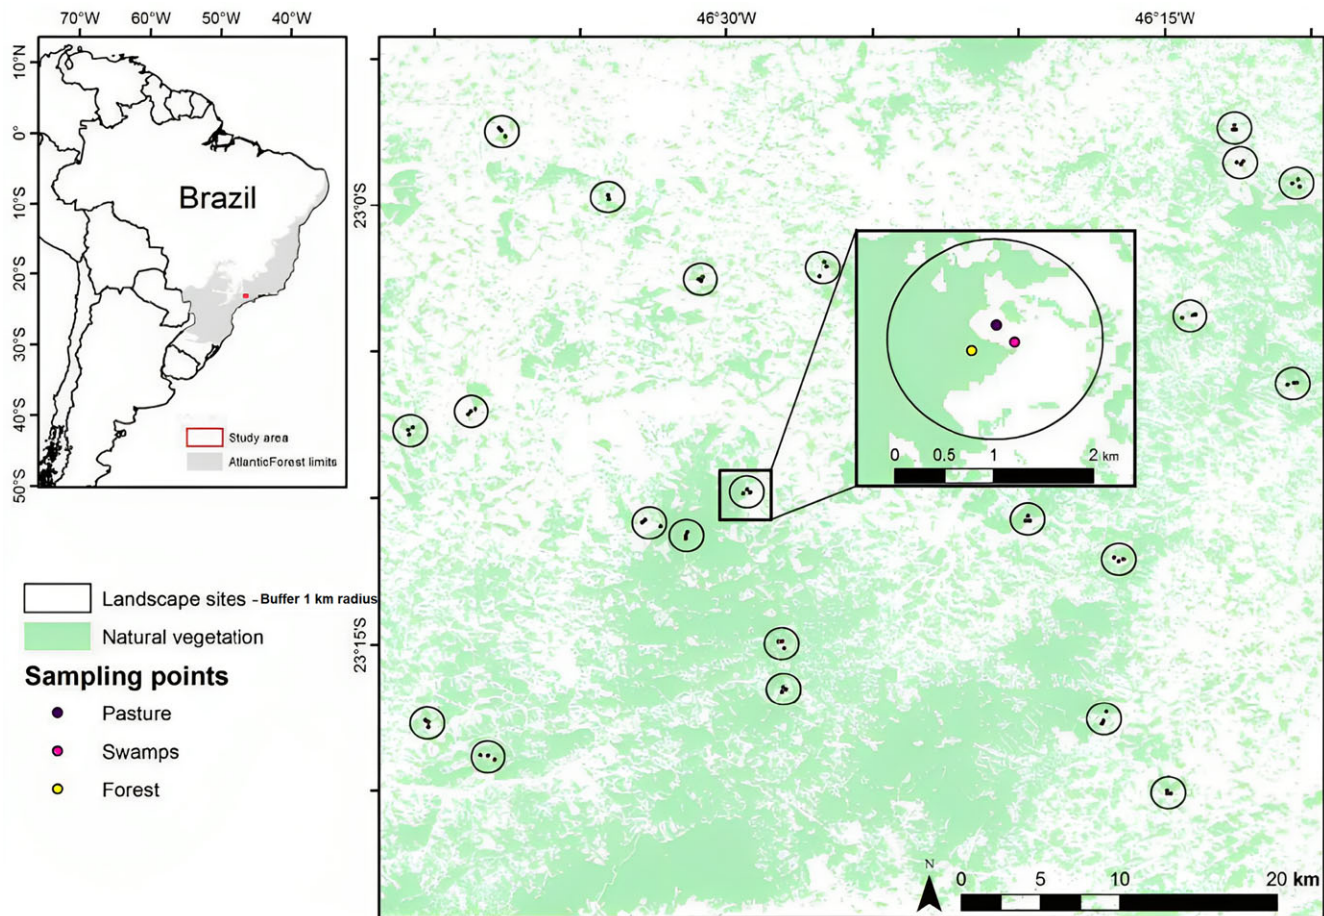 70°W 60°W 50°W 40°W
46°30'W 46°15'W
10°N
0°
10°S
20°S
30°S
40°S
50°S
Brazil
Study area
AtlanticForest limits
23°0'S
23°15'S
0 0.5 1 2 km
Landscape sites - Buffer 1 km radius
Natural vegetation
Sampling points
Pasture
Swamps
Forest
N
0 5 10 20 km